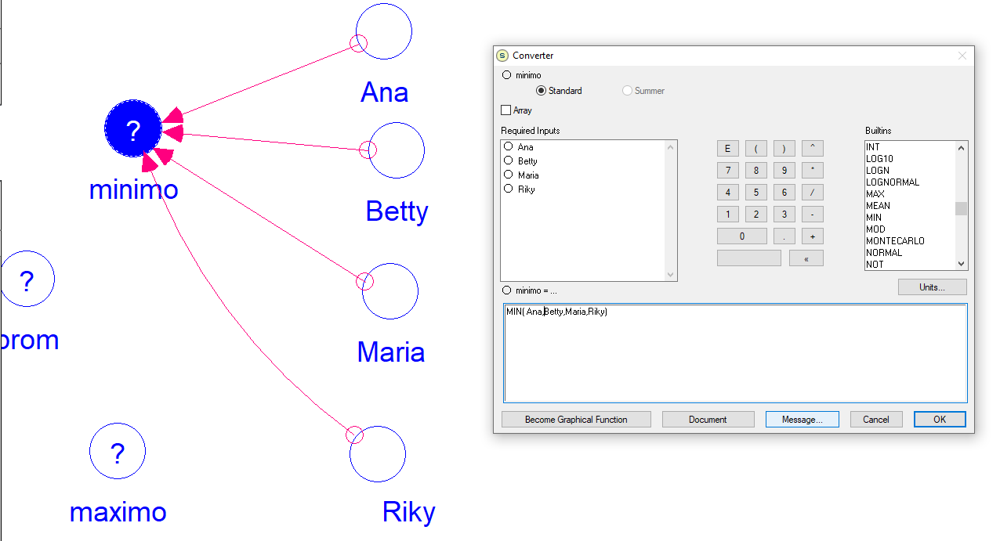 Ana
?
minimo
Betty
?
prom
Maria
?
maximo
Riky
S
Converter
minimo
Standard
Summer
Array
Required Inputs
Ana
Betty
Maria
Riky
E ( ) ^
7 8 9 *
4 5 6 /
1 2 3 -
0 . +
«
Builtins
INT
LOG10
LOGN
LOGNORMAL
MAX
MEAN
MIN
MOD
MONTECARLO
NORMAL
NOT
Units...
minimo = ...
MIN( Ana,Betty,Maria,Riky)
Become Graphical Function
Document
Message...
Cancel
OK